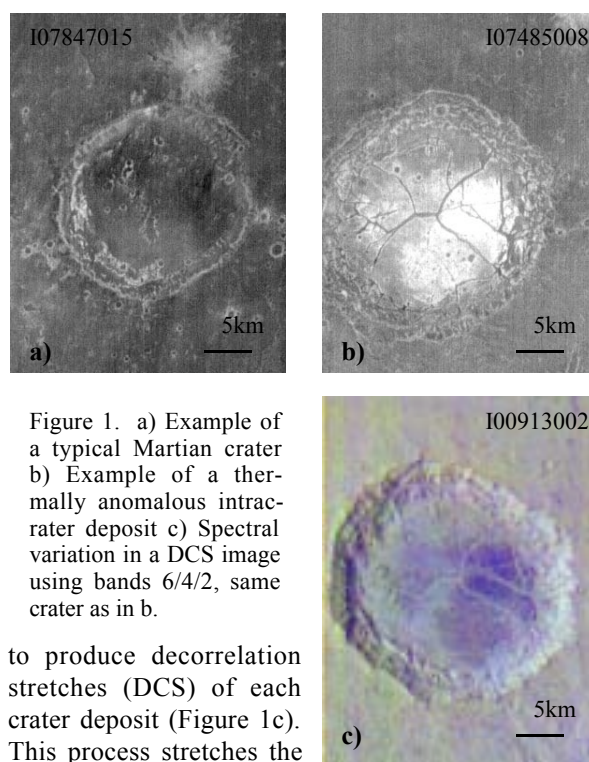 I07847015
5km
a)
I07485008
5km
b)
Figure 1. a) Example of
a typical Martian crater
b) Example of a ther-
mally anomalous intrac-
rater deposit c) Spectral
variation in a DCS image
using bands 6/4/2, same
crater as in b.
I00913002
5km
c)
to produce decorrelation
stretches (DCS) of each
crater deposit (Figure 1c).
This process stretches the